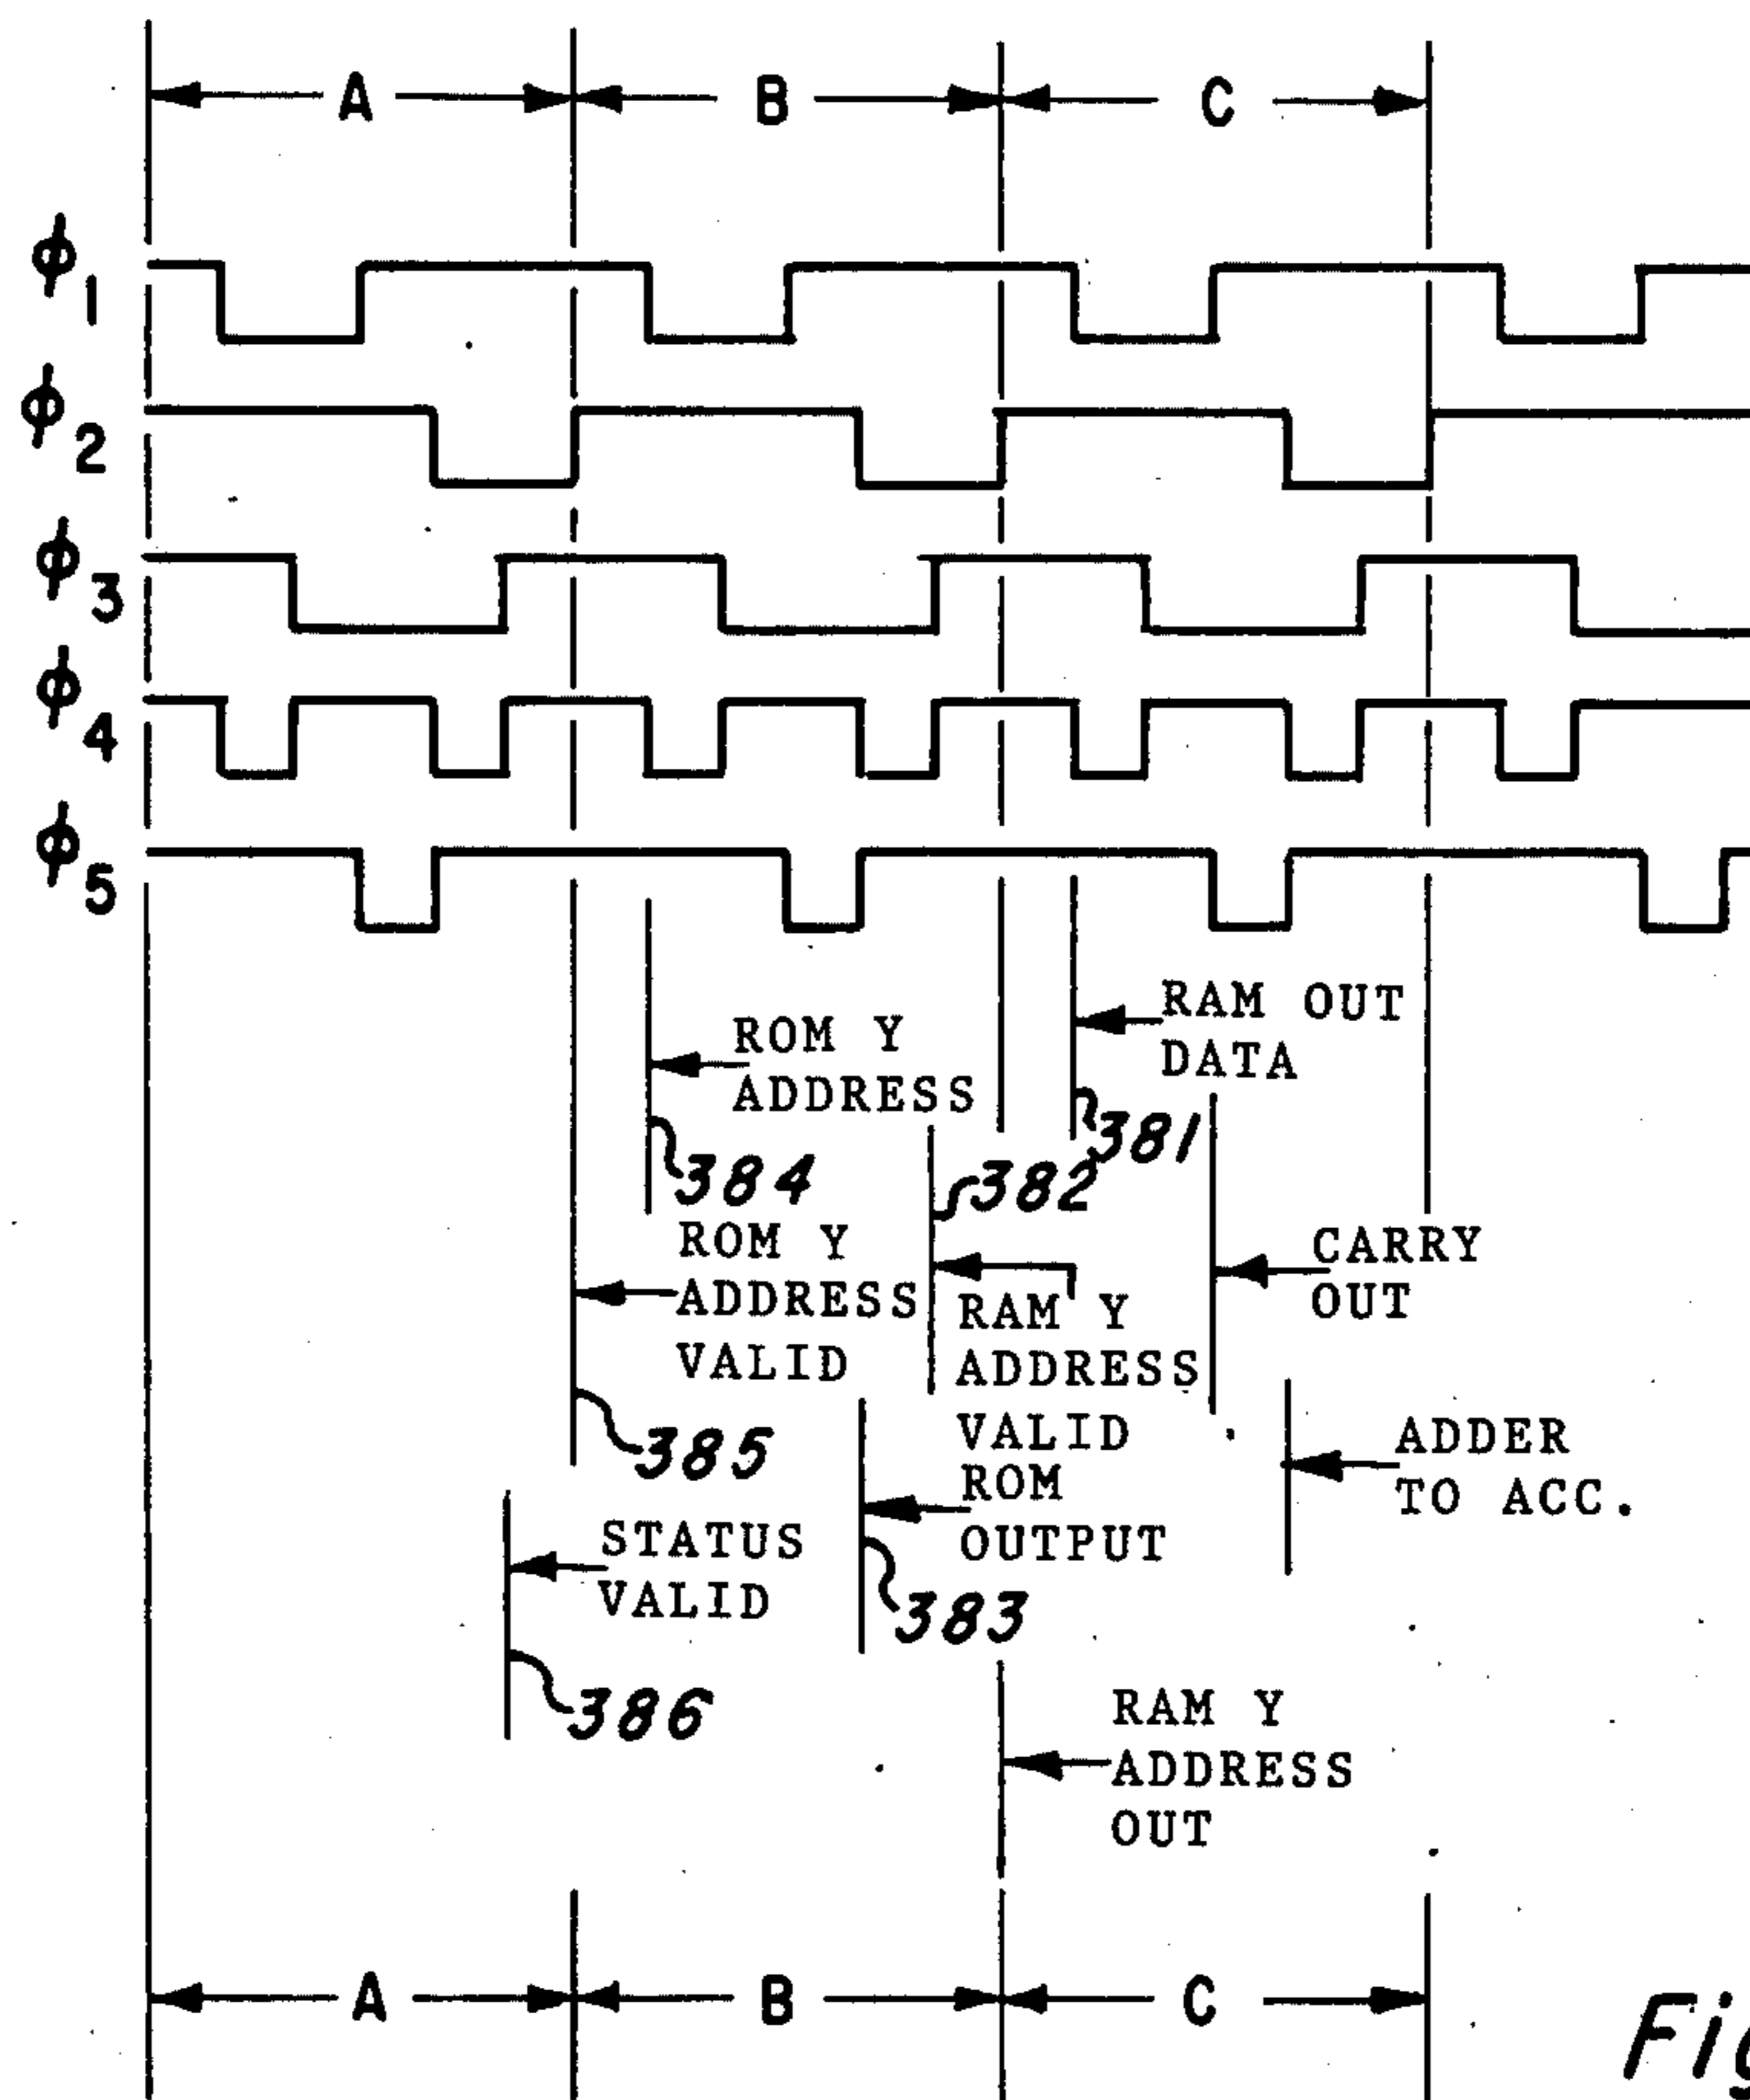 A B C
ϕ1
ϕ2
ϕ3
ϕ4
ϕ5
RAM OUT
DATA
381
ROM Y
ADDRESS
384
382
ROM Y
ADDRESS
VALID
385
RAM Y
ADDRESS
VALID
CARRY
OUT
ROM
OUTPUT
383
ADDER
TO ACC.
STATUS
VALID
386
RAM Y
ADDRESS
OUT
A B C